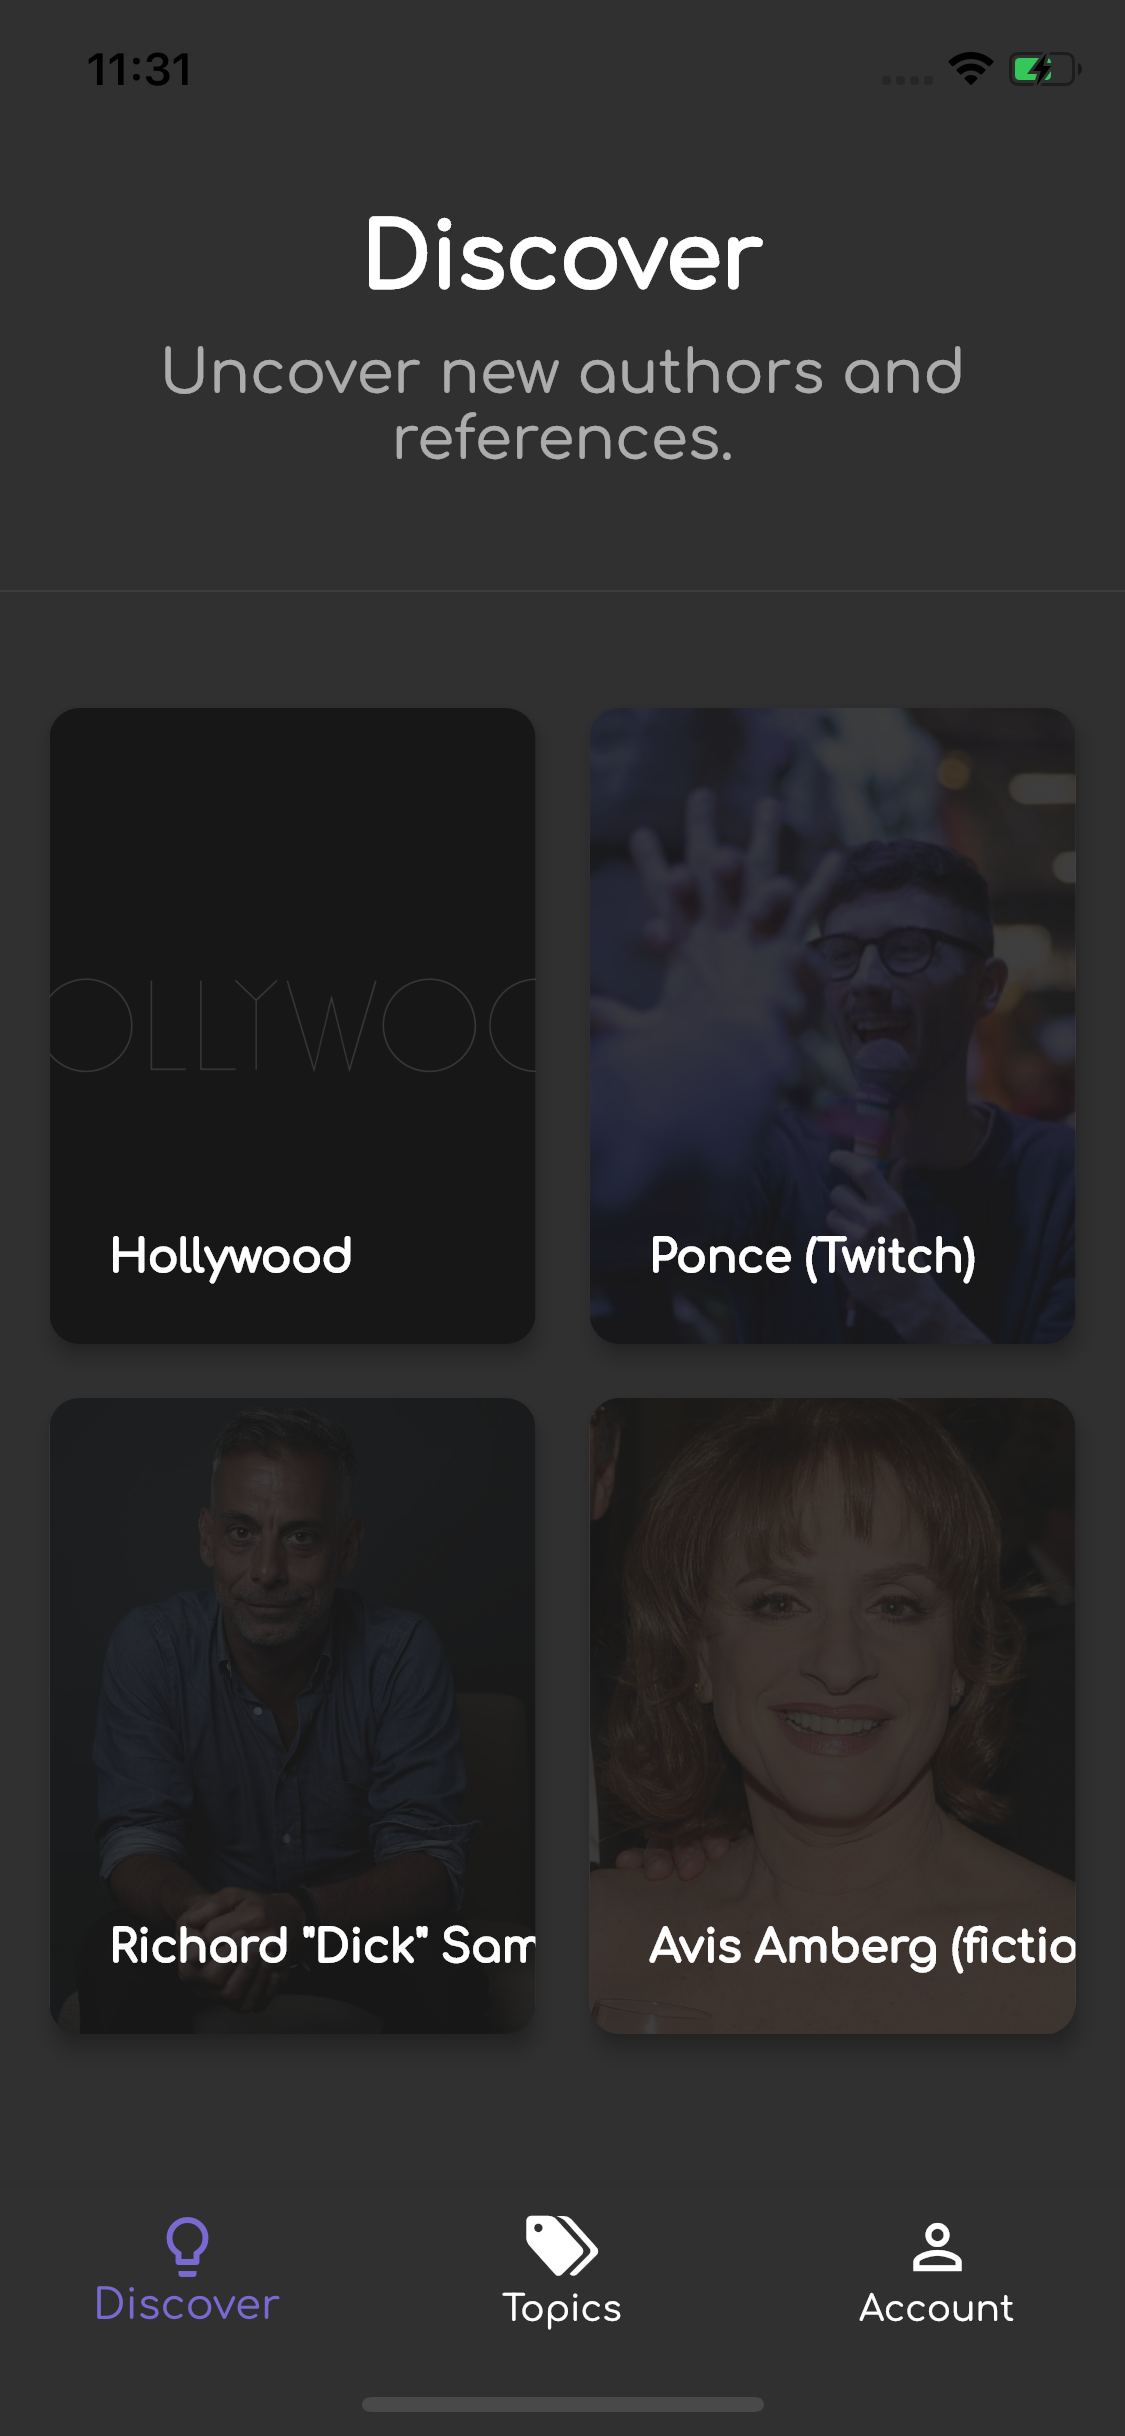 11:31
Discover
Uncover new authors and
references.
OLLYWOO
Hollywood
Ponce (Twitch)
Richard "Dick" Sam
Avis Amberg (fictio
Discover
Topics
Account